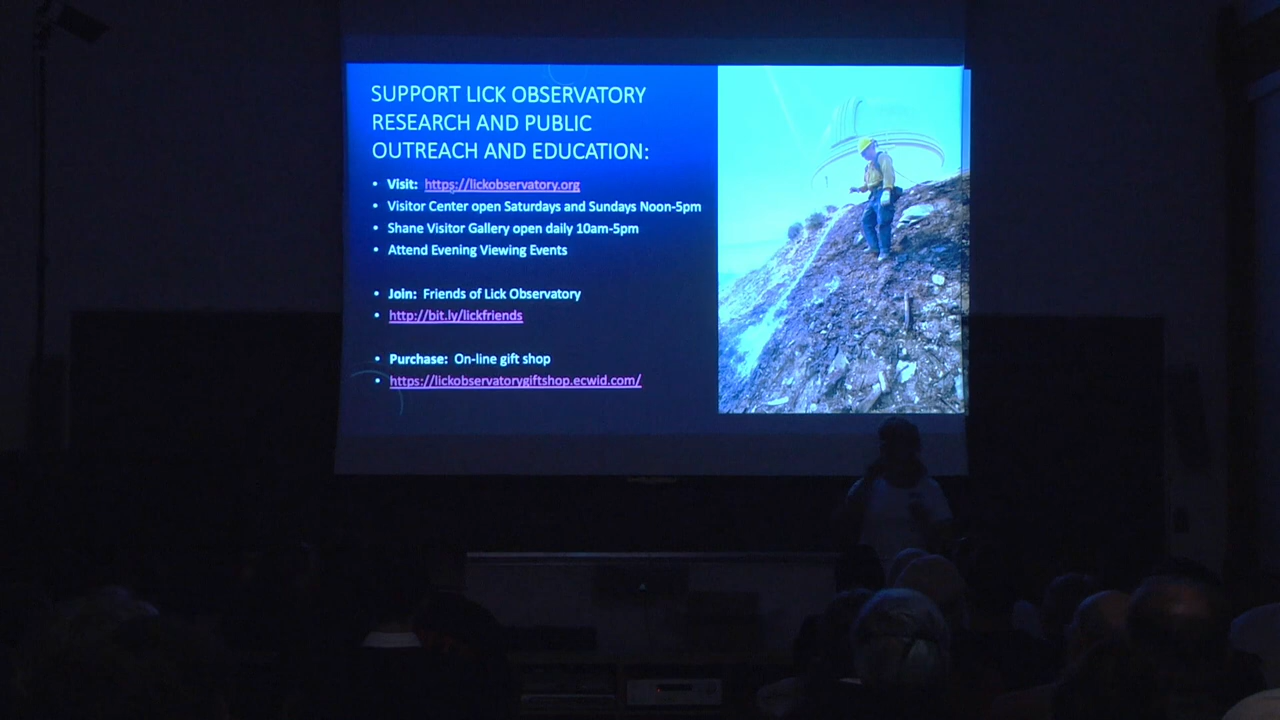 SUPPORT LICK OBSERVATORY
RESEARCH AND PUBLIC
OUTREACH AND EDUCATION:
• Visit: https://lickobservatory.org
• Visitor Center open Saturdays and Sundays Noon-5pm
• Shane Visitor Gallery open daily 10am-5pm
• Attend Evening Viewing Events
• Join: Friends of Lick Observatory
• http://bit.ly/lickfriends
• Purchase: On-line gift shop
• https://lickobservatorygiftshop.ecwid.com/